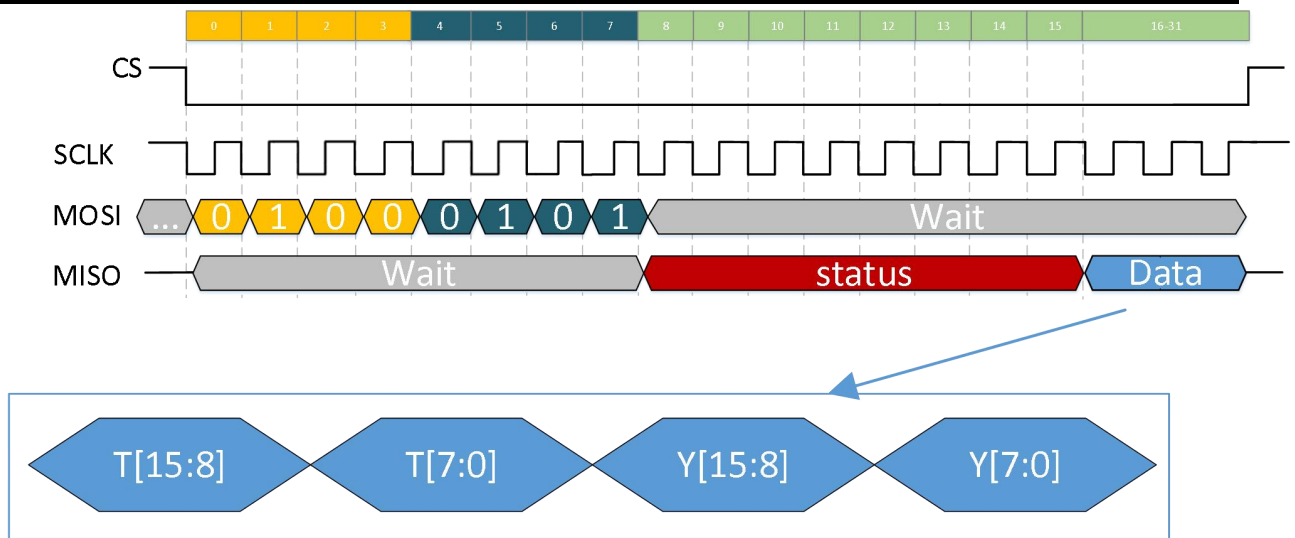 0 1 2 3 4 5 6 7 8 9 10 11 12 13 14 15 16-31
CS
SCLK
MOSI ... 0 1 0 0 0 1 0 1 Wait
MISO Wait status Data
T[15:8] T[7:0] Y[15:8] Y[7:0]